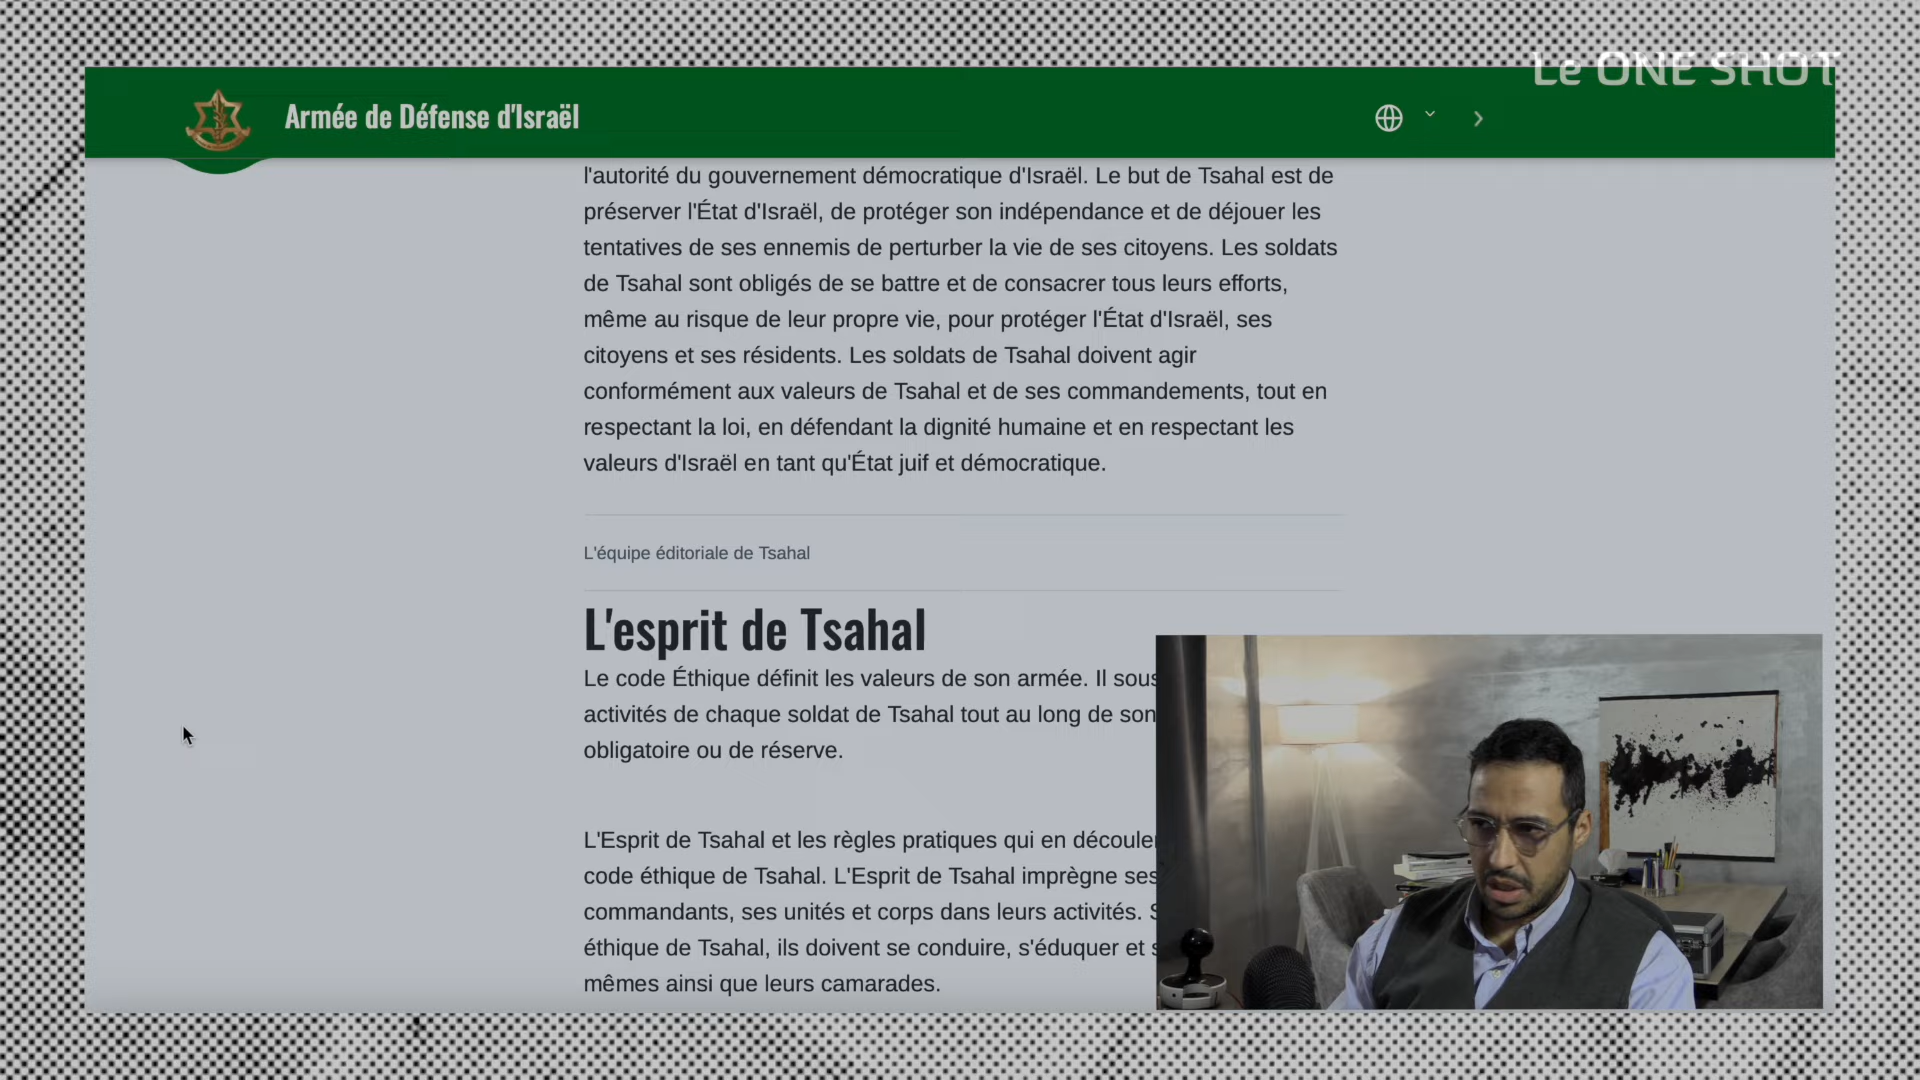 Le ONE SHOT
Armée de Défense d'Israël
l'autorité du gouvernement démocratique d'Israël. Le but de Tsahal est de
préserver l'État d'Israël, de protéger son indépendance et de déjouer les
tentatives de ses ennemis de perturber la vie de ses citoyens. Les soldats
de Tsahal sont obligés de se battre et de consacrer tous leurs efforts,
même au risque de leur propre vie, pour protéger l'État d'Israël, ses
citoyens et ses résidents. Les soldats de Tsahal doivent agir
conformément aux valeurs de Tsahal et de ses commandements, tout en
respectant la loi, en défendant la dignité humaine et en respectant les
valeurs d'Israël en tant qu'État juif et démocratique.
L'équipe éditoriale de Tsahal
L'esprit de Tsahal
Le code Éthique définit les valeurs de son armée. Il sous
activités de chaque soldat de Tsahal tout au long de son
obligatoire ou de réserve.
L'Esprit de Tsahal et les règles pratiques qui en
code éthique de Tsahal. L'Esprit de Tsahal imprègne ses
commandants, ses unités et corps dans leurs activités.
éthique de Tsahal, ils doivent se conduire, s'éduquer et
mêmes ainsi que leurs camarades.